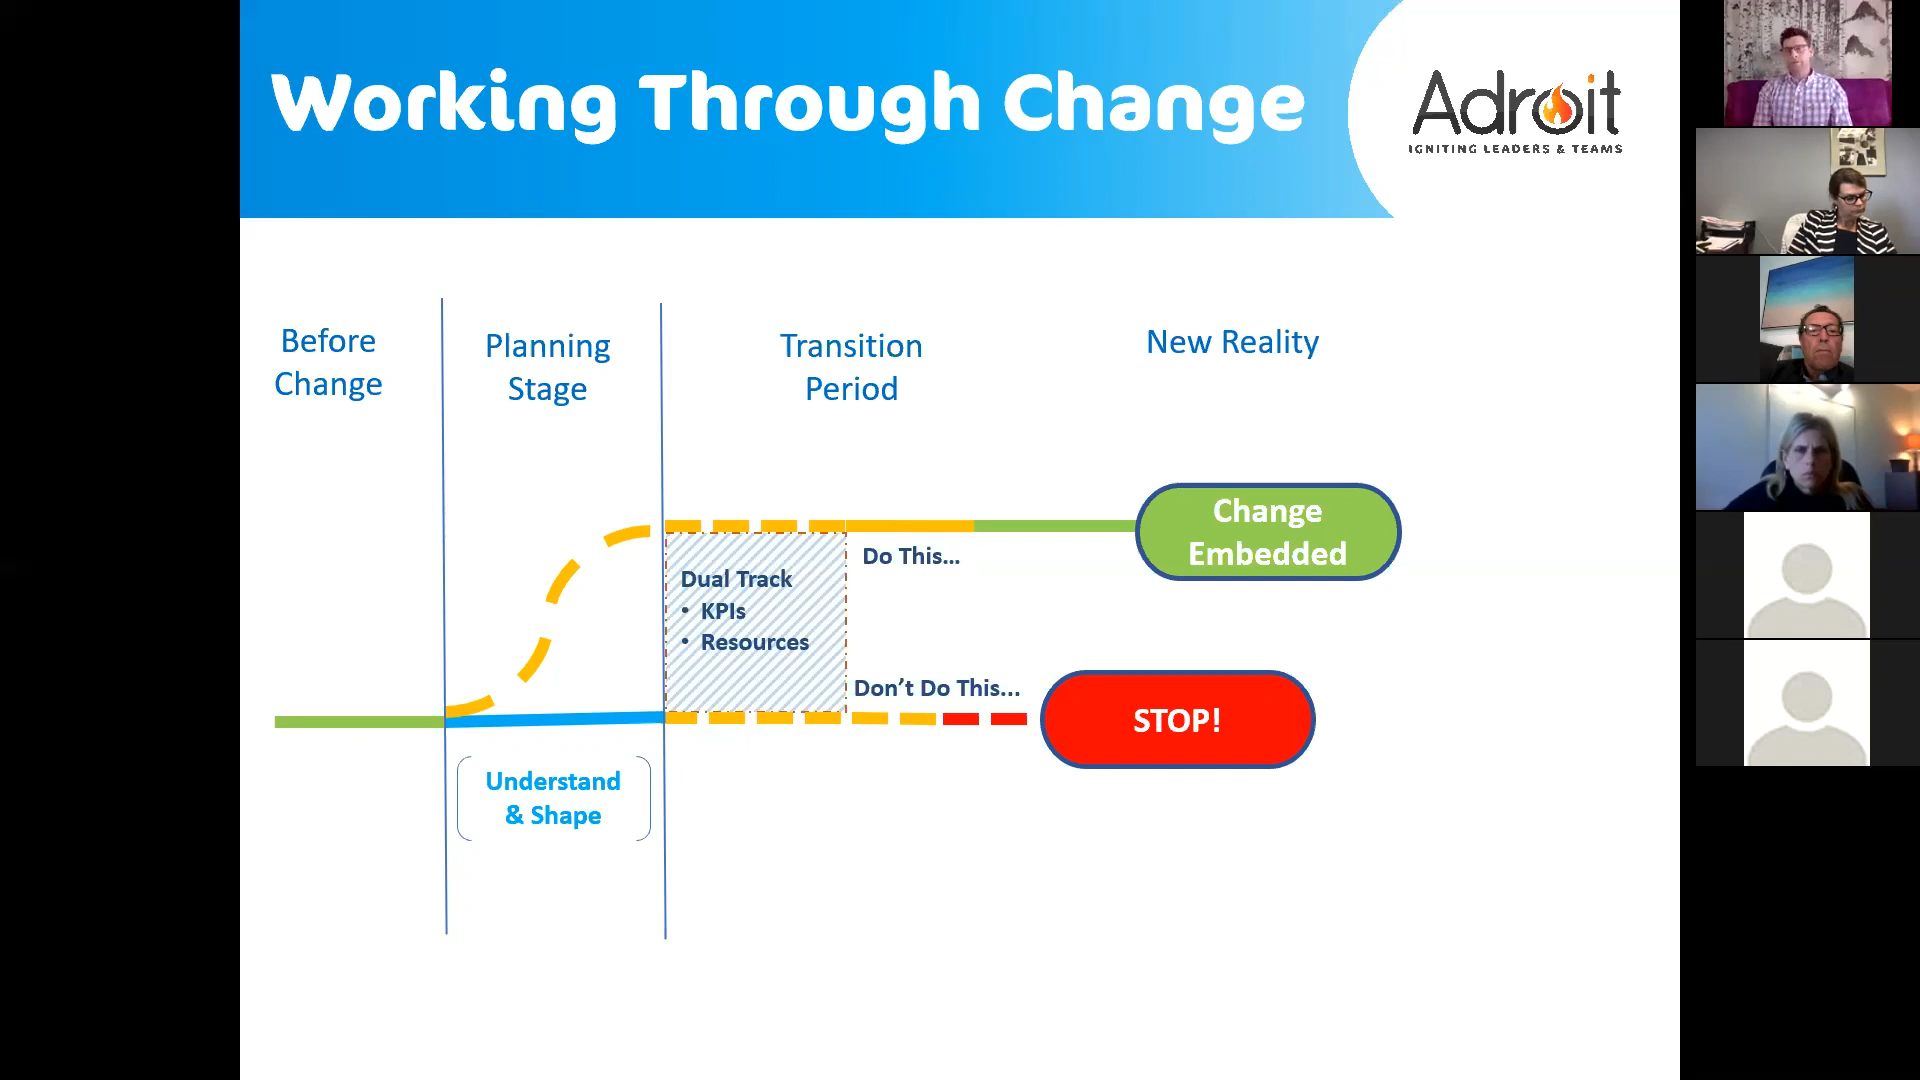 Working Through Change
Adroit
IGNITING LEADERS & TEAMS
Before
Change
Planning
Stage
Transition
Period
New Reality
Change
Embedded
Do This...
Dual Track
• KPIs
• Resources
Don't Do This...
STOP!
Understand
& Shape